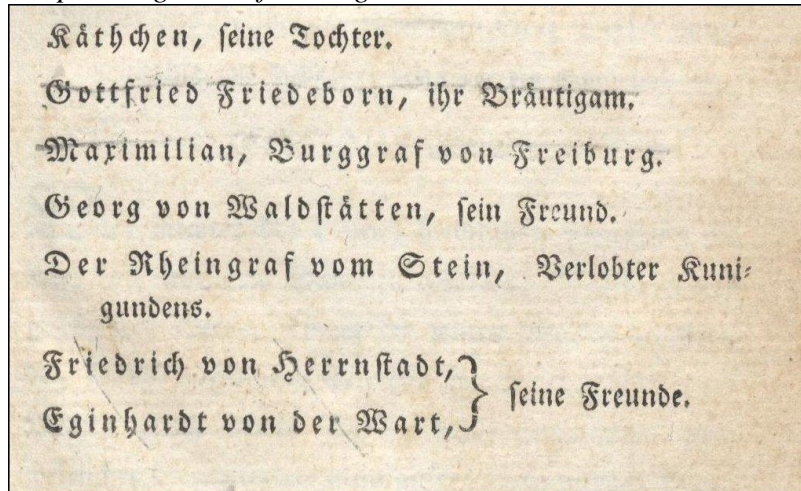 Käthchen, ſeine Tochter.
Gottfried Friedeborn, ihr Bräutigam.
Maximilian, Burggraf von Freiburg.
Georg von Waldſtätten, ſein Freund.
Der Rheingraf vom Stein, Verlobter Kuni⸗
gundens.
Friedrich von Herrnſtadt,
Eginhardt von der Wart,
} ſeine Freunde.